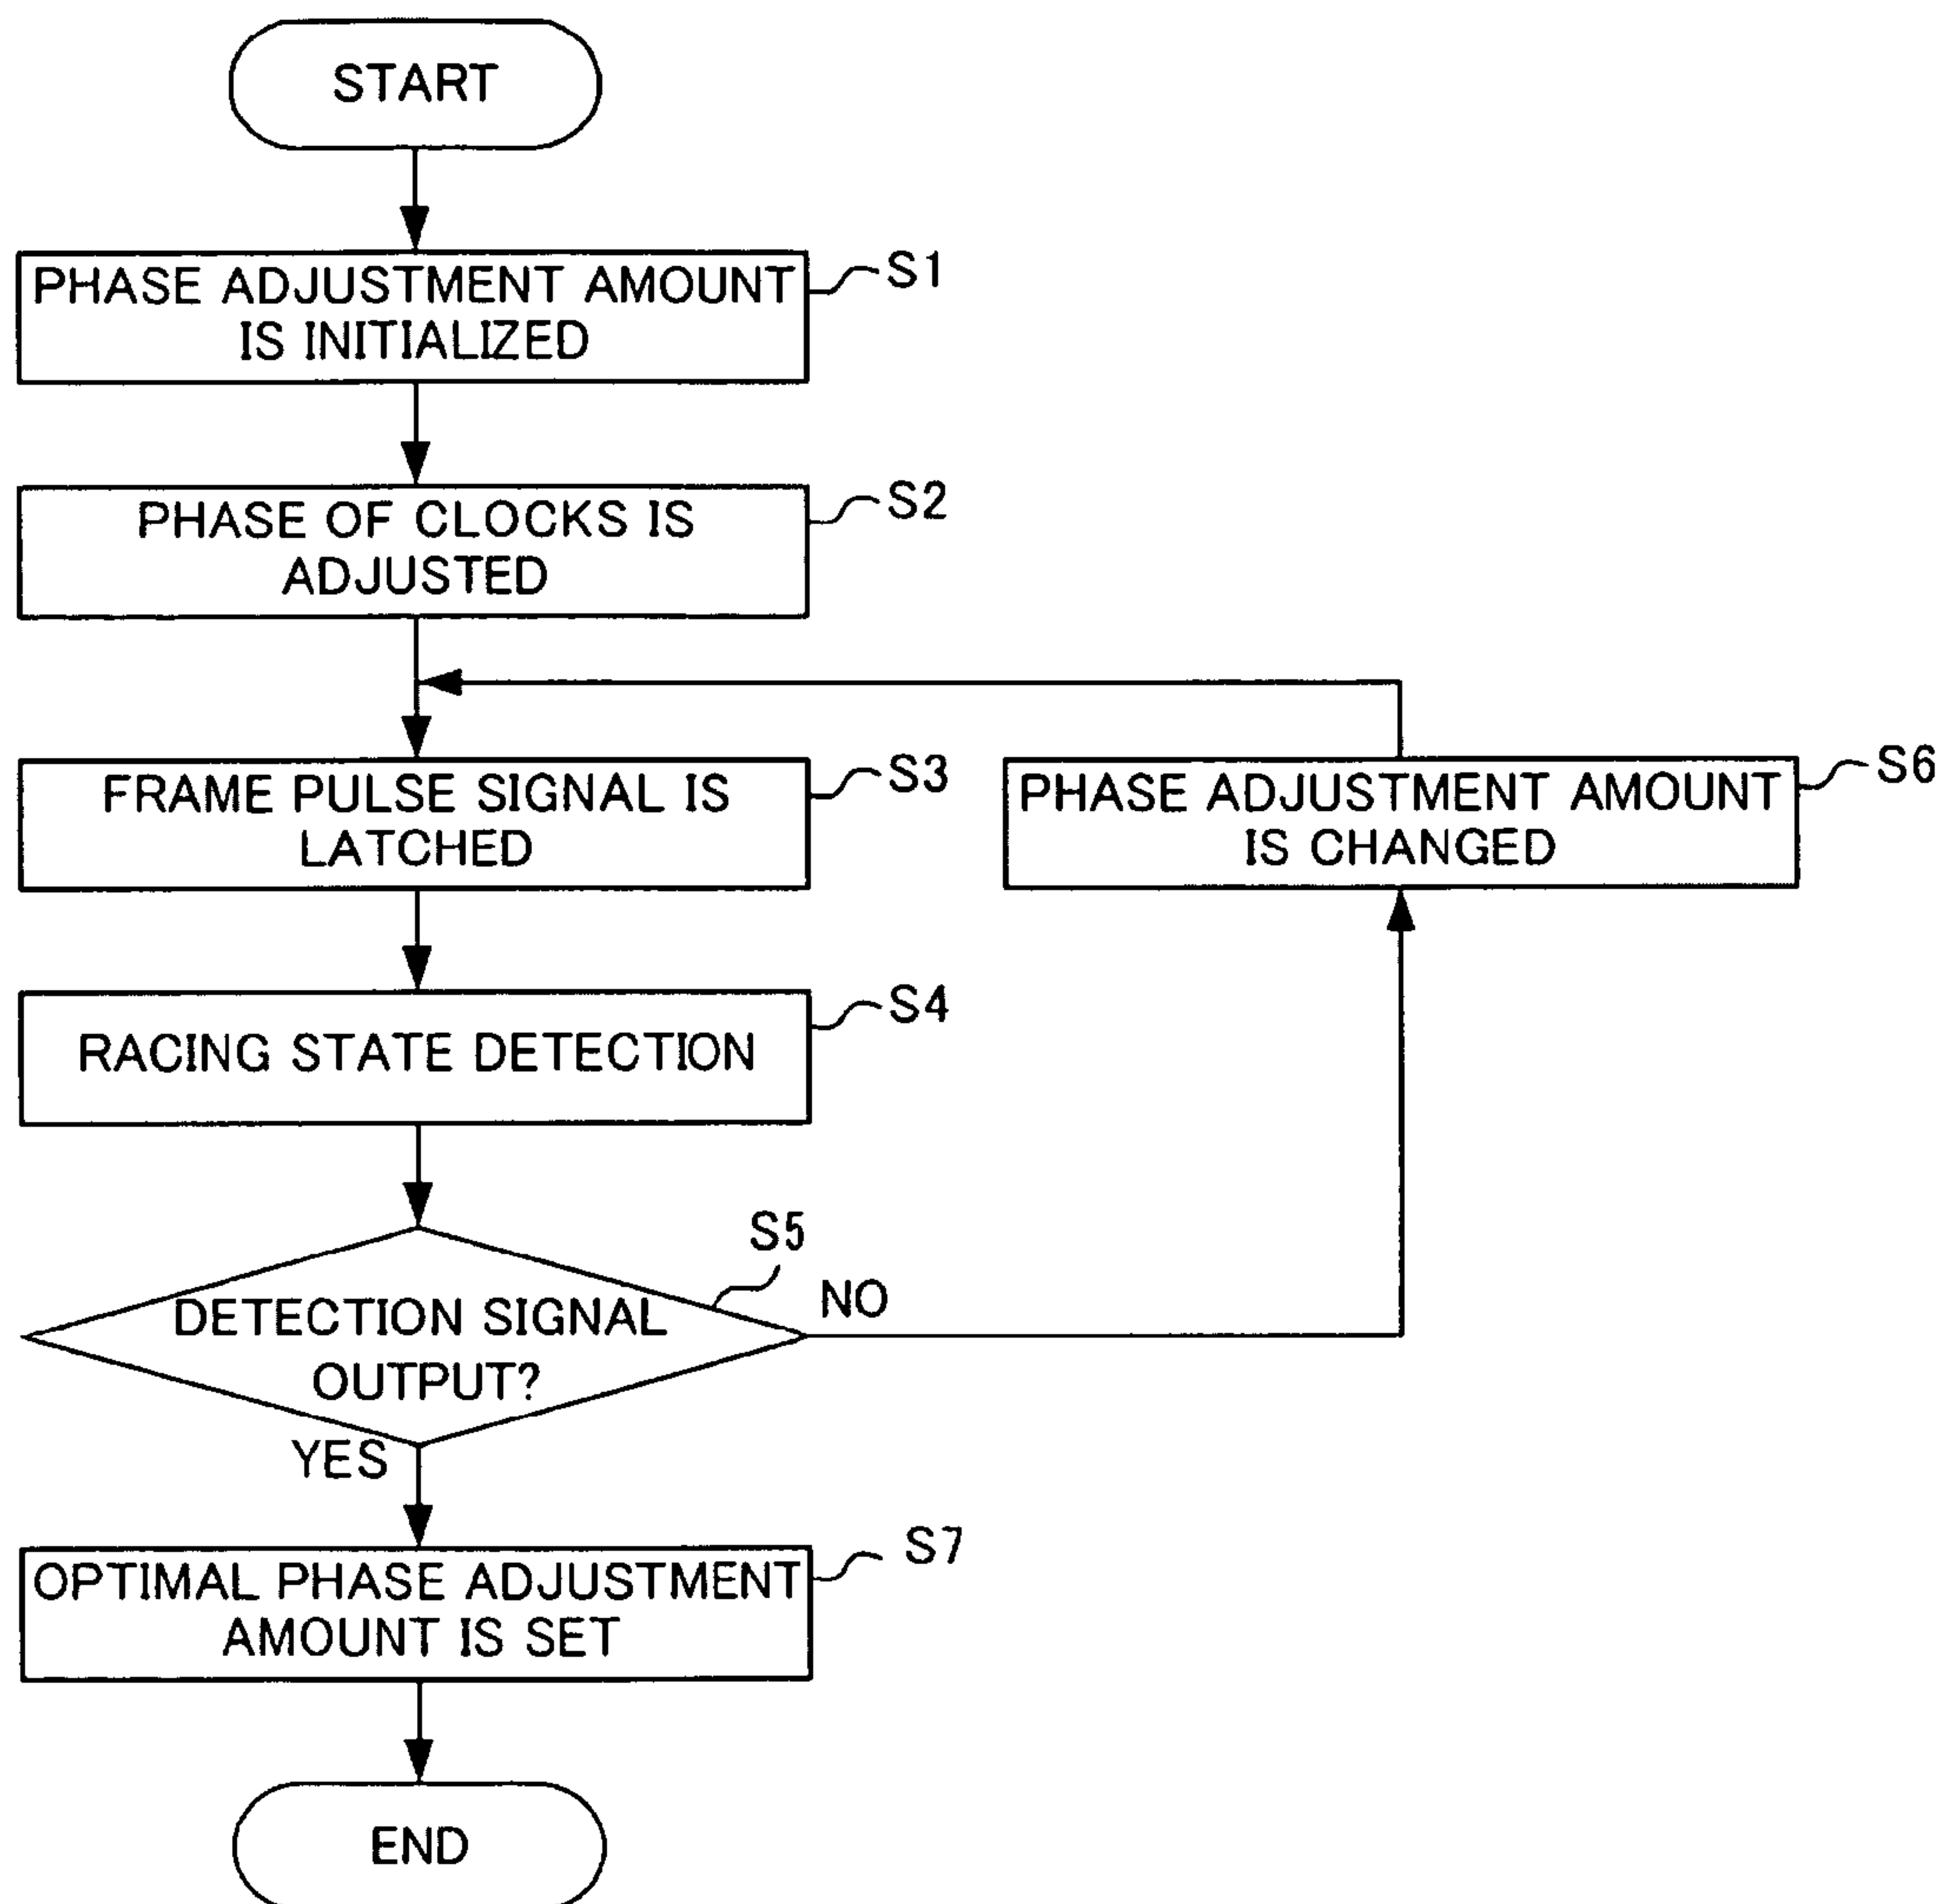 START
PHASE ADJUSTMENT AMOUNT
IS INITIALIZED
S1
PHASE OF CLOCKS IS
ADJUSTED
S2
FRAME PULSE SIGNAL IS
LATCHED
S3
PHASE ADJUSTMENT AMOUNT
IS CHANGED
S6
RACING STATE DETECTION
S4
DETECTION SIGNAL
OUTPUT?
S5
NO
YES
OPTIMAL PHASE ADJUSTMENT
AMOUNT IS SET
S7
END